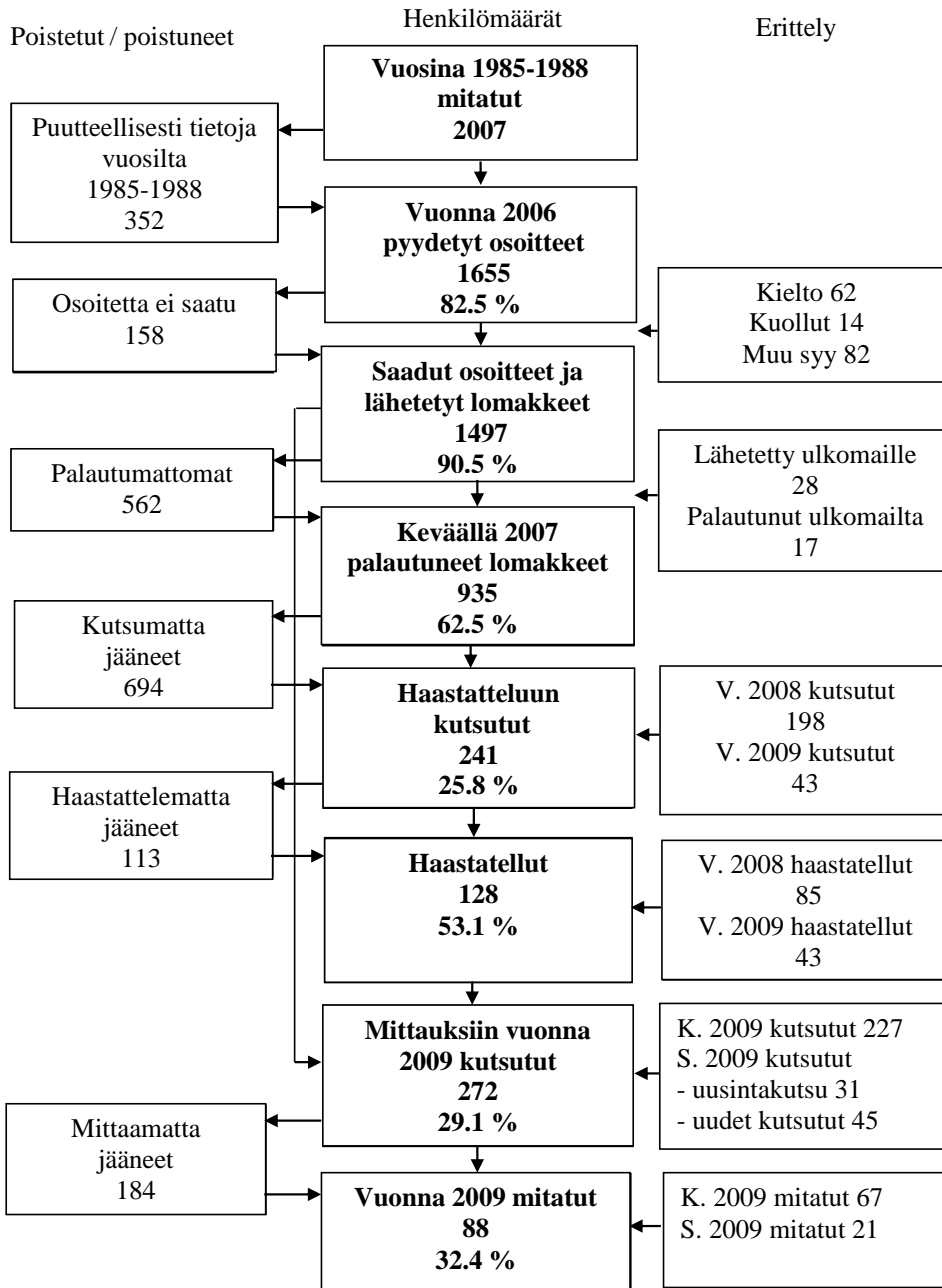 Poistetut / poistuneet
Henkilömäärät
Erittely
Vuosina 1985-1988
mitatut
2007
Puutteellisesti tietoja
vuosilta
1985-1988
352
Vuonna 2006
pyydetyt osoitteet
1655
82.5 %
Osoitetta ei saatu
158
Kielto 62
Kuollut 14
Muu syy 82
Saadut osoitteet ja
lähetetyt lomakkeet
1497
90.5 %
Palautumattomat
562
Lähetetty ulkomaille
28
Palautunut ulkomailta
17
Keväällä 2007
palautuneet lomakkeet
935
62.5 %
Kutsumatta
jääneet
694
Haastatteluun
kutsutut
241
25.8 %
V. 2008 kutsutut
198
V. 2009 kutsutut
43
Haastattelematta
jääneet
113
Haastatellut
128
53.1 %
V. 2008 haastatellut
85
V. 2009 haastatellut
43
Mittauksiin vuonna
2009 kutsutut
272
29.1 %
K. 2009 kutsutut 227
S. 2009 kutsutut
- uusintakutsu 31
- uudet kutsutut 45
Mittaamatta
jääneet
184
Vuonna 2009 mitatut
88
32.4 %
K. 2009 mitatut 67
S. 2009 mitatut 21